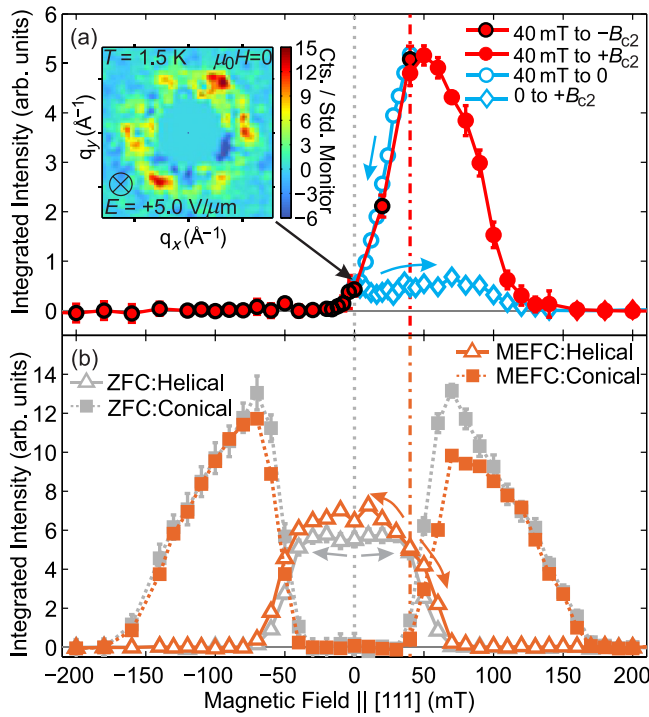 (a)
T = 1.5 K μ0H=0
E = +5.0 V/μm
qy(Å−1)
qx(Å−1)
15
12
9
6
3
0
−3
−6
Cts. / Std. Monitor
40 mT to −Bc2
40 mT to +Bc2
40 mT to 0
0 to +Bc2
Integrated Intensity (arb. units)
6
5
4
3
2
1
0
(b)
ZFC:Helical
ZFC:Conical
MEFC:Helical
MEFC:Conical
Integrated Intensity (arb. units)
14
12
10
8
6
4
2
0
−200 −150 −100 −50 0 50 100 150 200
Magnetic Field || [111] (mT)